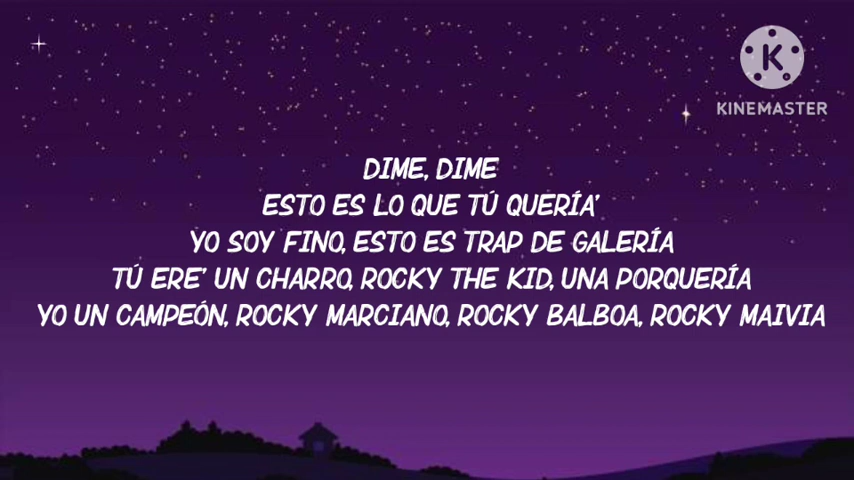 KINEMASTER
DIME, DIME
ESTO ES LO QUE TÚ QUERÍA'
YO SOY FINO, ESTO ES TRAP DE GALERÍA
TÚ ERE' UN CHARRO, ROCKY THE KID, UNA PORQUERÍA
YO UN CAMPEÓN, ROCKY MARCIANO, ROCKY BALBOA, ROCKY MAIVIA